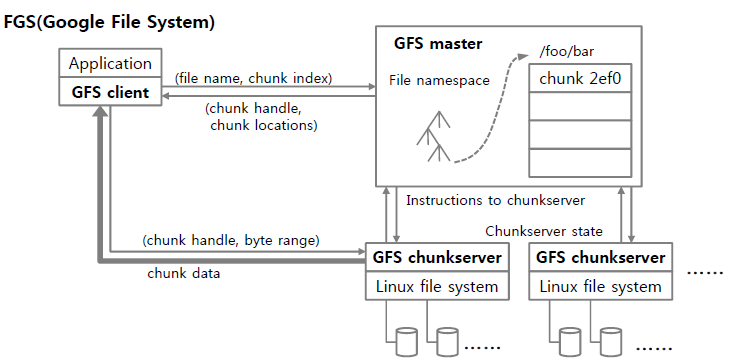 FGS(Google File System)
Application
GFS client
(file name, chunk index)
(chunk handle,
chunk locations)
GFS master
File namespace
/foo/bar
chunk 2ef0
Instructions to chunkserver
Chunkserver state
(chunk handle, byte range)
chunk data
GFS chunkserver
Linux file system
......
GFS chunkserver
Linux file system
......
......